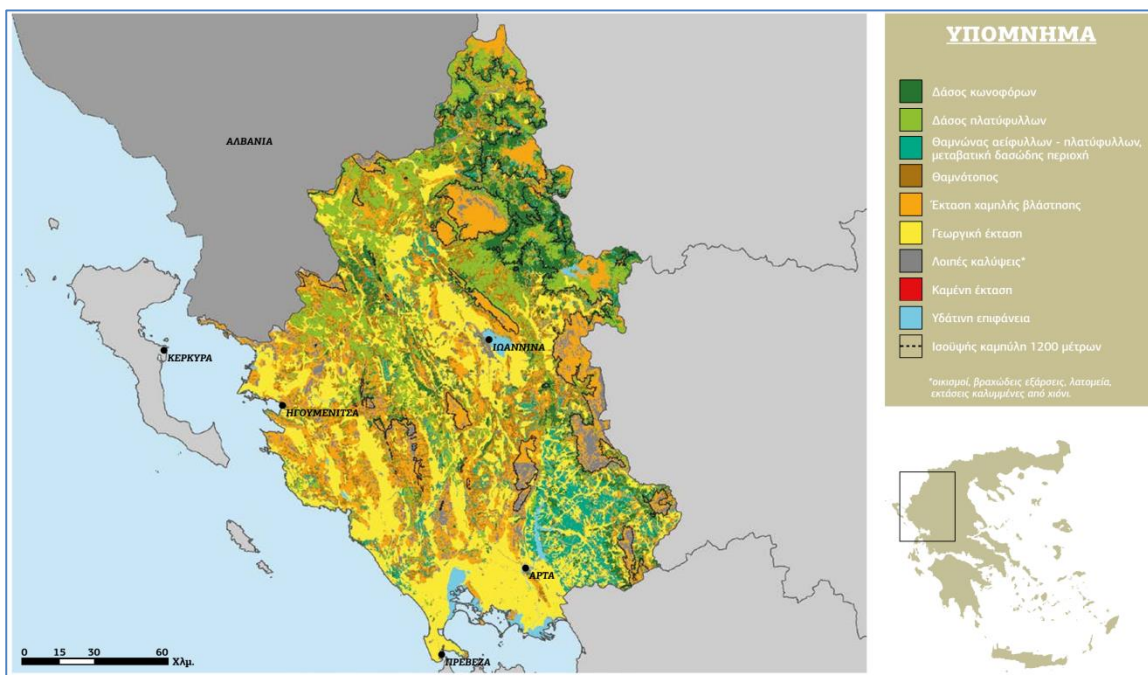 ΥΠΟΜΝΗΜΑ
Δάσος κωνοφόρων
Δάσος πλατύφυλλων
Θαμνώνας αείφυλλων - πλατύφυλλων,
μεταβατική δασώδης περιοχή
Θαμνότοπος
Έκταση χαμηλής βλάστησης
Γεωργική έκταση
Λοιπές καλύψεις*
Καμένη έκταση
Υδάτινη επιφάνεια
Ισοϋψής καμπύλη 1200 μέτρων
*οικισμοί, βραχώδεις εξάρσεις, λατομεία,
εκτάσεις καλυμμένες από χιόνι.
ΑΛΒΑΝΙΑ
ΙΩΑΝΝΙΝΑ
ΚΕΡΚΥΡΑ
ΗΓΟΥΜΕΝΙΤΣΑ
ΑΡΤΑ
ΠΡΕΒΕΖΑ
0 15 30 60 Χλμ.